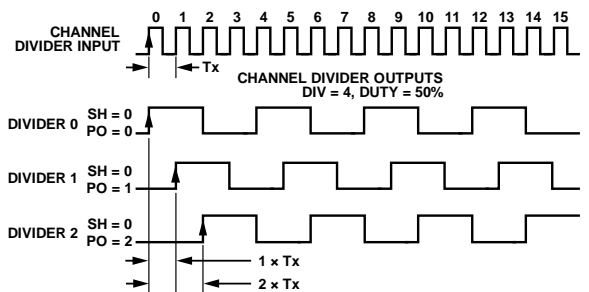 0 1 2 3 4 5 6 7 8 9 10 11 12 13 14 15
CHANNEL
DIVIDER INPUT
Tx
CHANNEL DIVIDER OUTPUTS
DIV = 4, DUTY = 50%
DIVIDER 0
SH = 0
PO = 0
DIVIDER 1
SH = 0
PO = 1
DIVIDER 2
SH = 0
PO = 2
1 × Tx
2 × Tx